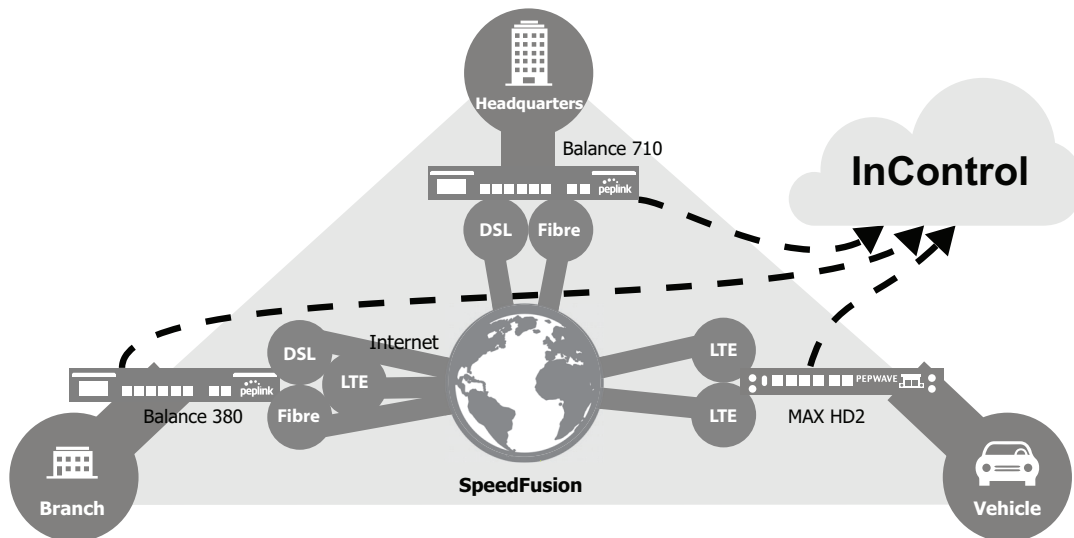 Headquarters
Balance 710
peplink
InControl
DSL
Fibre
Internet
DSL
LTE
LTE
peplink
PEPWAVE
Balance 380
Fibre
LTE
MAX HD2
SpeedFusion
Branch
Vehicle